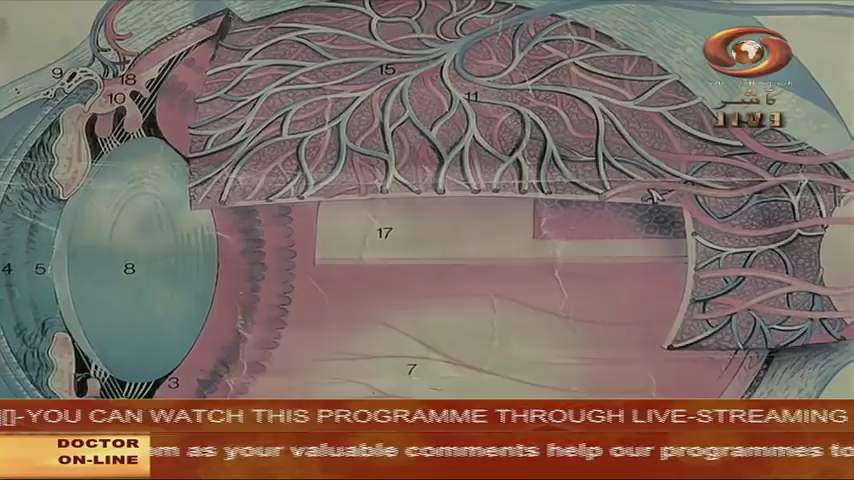 15
9
18
10
11
17
4 5 8
7
3
-YOU CAN WATCH THIS PROGRAMME THROUGH LIVE-STREAMING
DOCTOR
ON-LINE
om as your valuable comments help our programmes to